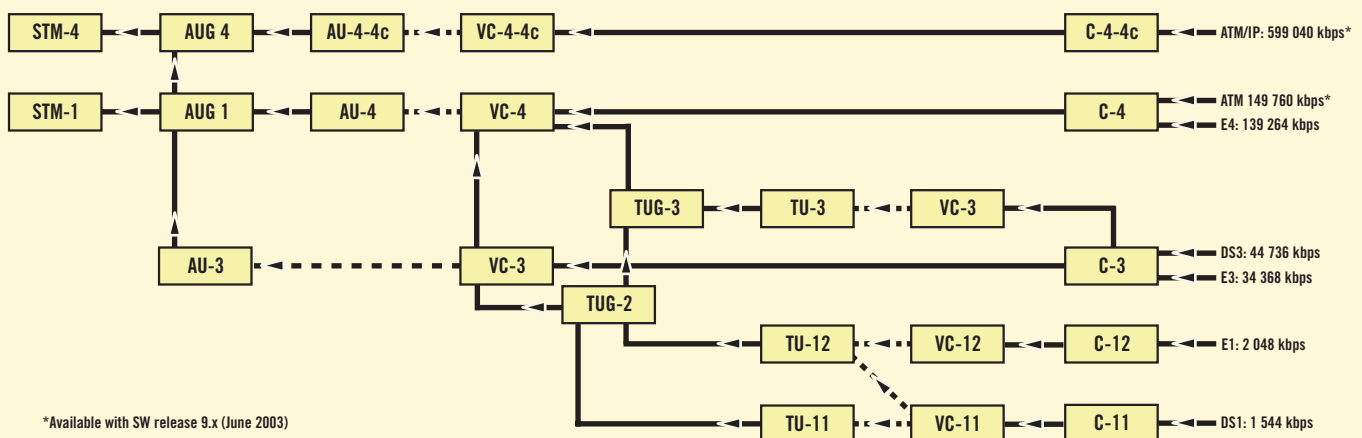 STM-4 AUG 4 AU-4-4c VC-4-4c C-4-4c ATM/IP: 599 040 kbps*
STM-1 AUG 1 AU-4 VC-4 C-4 ATM 149 760 kbps*
E4: 139 264 kbps
TUG-3 TU-3 VC-3
AU-3 VC-3 C-3 DS3: 44 736 kbps
E3: 34 368 kbps
TUG-2
TU-12 VC-12 C-12 E1: 2 048 kbps
*Available with SW release 9.x (June 2003) TU-11 VC-11 C-11 DS1: 1 544 kbps